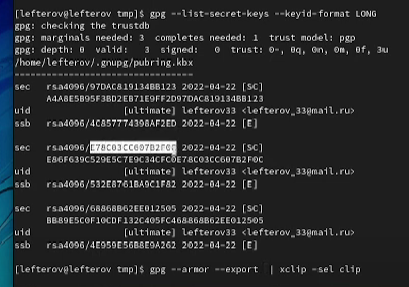 [lefterov@lefterov tmp]$ gpg --list-secret-keys --keyid-format LONG
gpg: checking the trustdb
gpg: marginals needed: 3 completes needed: 1 trust model: pgp
gpg: depth: 0 valid: 3 signed: 0 trust: 0-, 0q, 0n, 0m, 0f, 3u
/home/lefterov/.gnupg/pubring.kbx
---------------------------------
sec rsa4096/97DAC819134BB123 2022-04-22 [SC]
A4A8E5B95F3BD2EB71E9FF2D97DAC819134BB123
uid [ultimate] lefterov33 <lefterov_33@mail.ru>
ssb rsa4096/4C857774398AF2ED 2022-04-22 [E]
sec rsa4096/E78C03CC607B2F0C 2022-04-22 [SC]
E86F639C529E5C7E9C34CFC0E78C03CC607B2F0C
uid [ultimate] lefterov33 <lefterov_33@mail.ru>
ssb rsa4096/532E8761BA9C1F82 2022-04-22 [E]
sec rsa4096/68868B62EE012505 2022-04-22 [SC]
BB89E5C0F10CDF132C405FC468868B62EE012505
uid [ultimate] lefterov33 <lefterov_33@mail.ru>
ssb rsa4096/4E959E56B8E9A262 2022-04-22 [E]
[lefterov@lefterov tmp]$ gpg --armor --export | xclip -sel clip